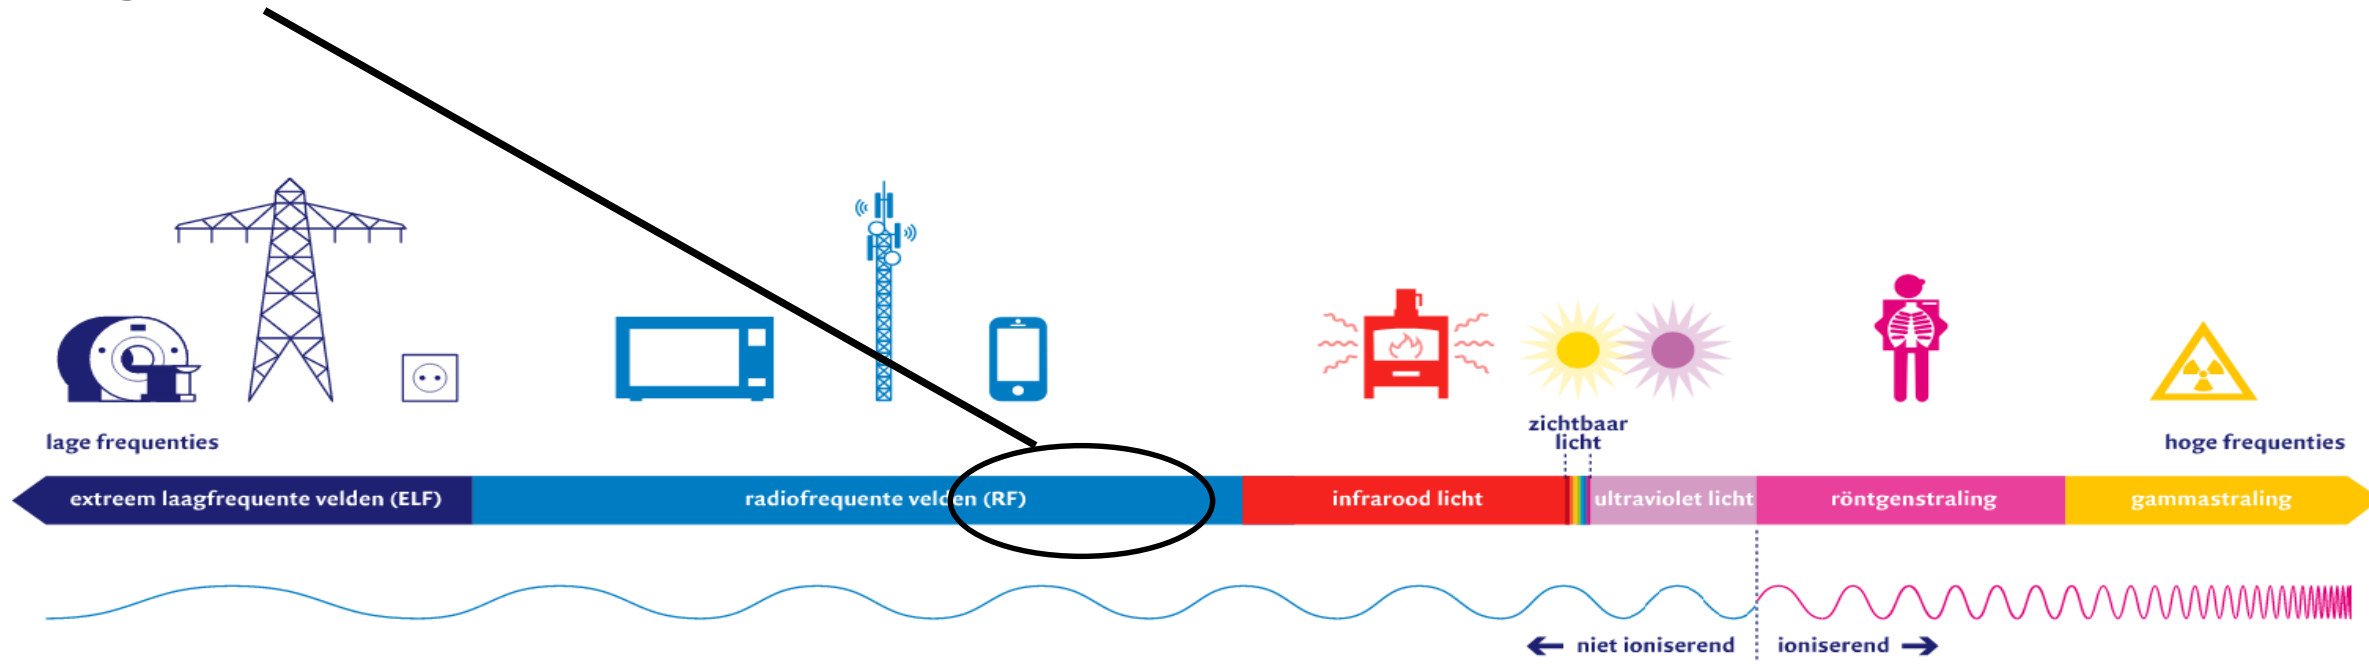 zichtbaar
licht
lage frequenties
hoge frequenties
extreem laagfrequente velden (ELF)
radiofrequente velden (RF)
infrarood licht
ultraviolet licht
röntgenstraling
gammastraling
niet ioniserend
ioniserend